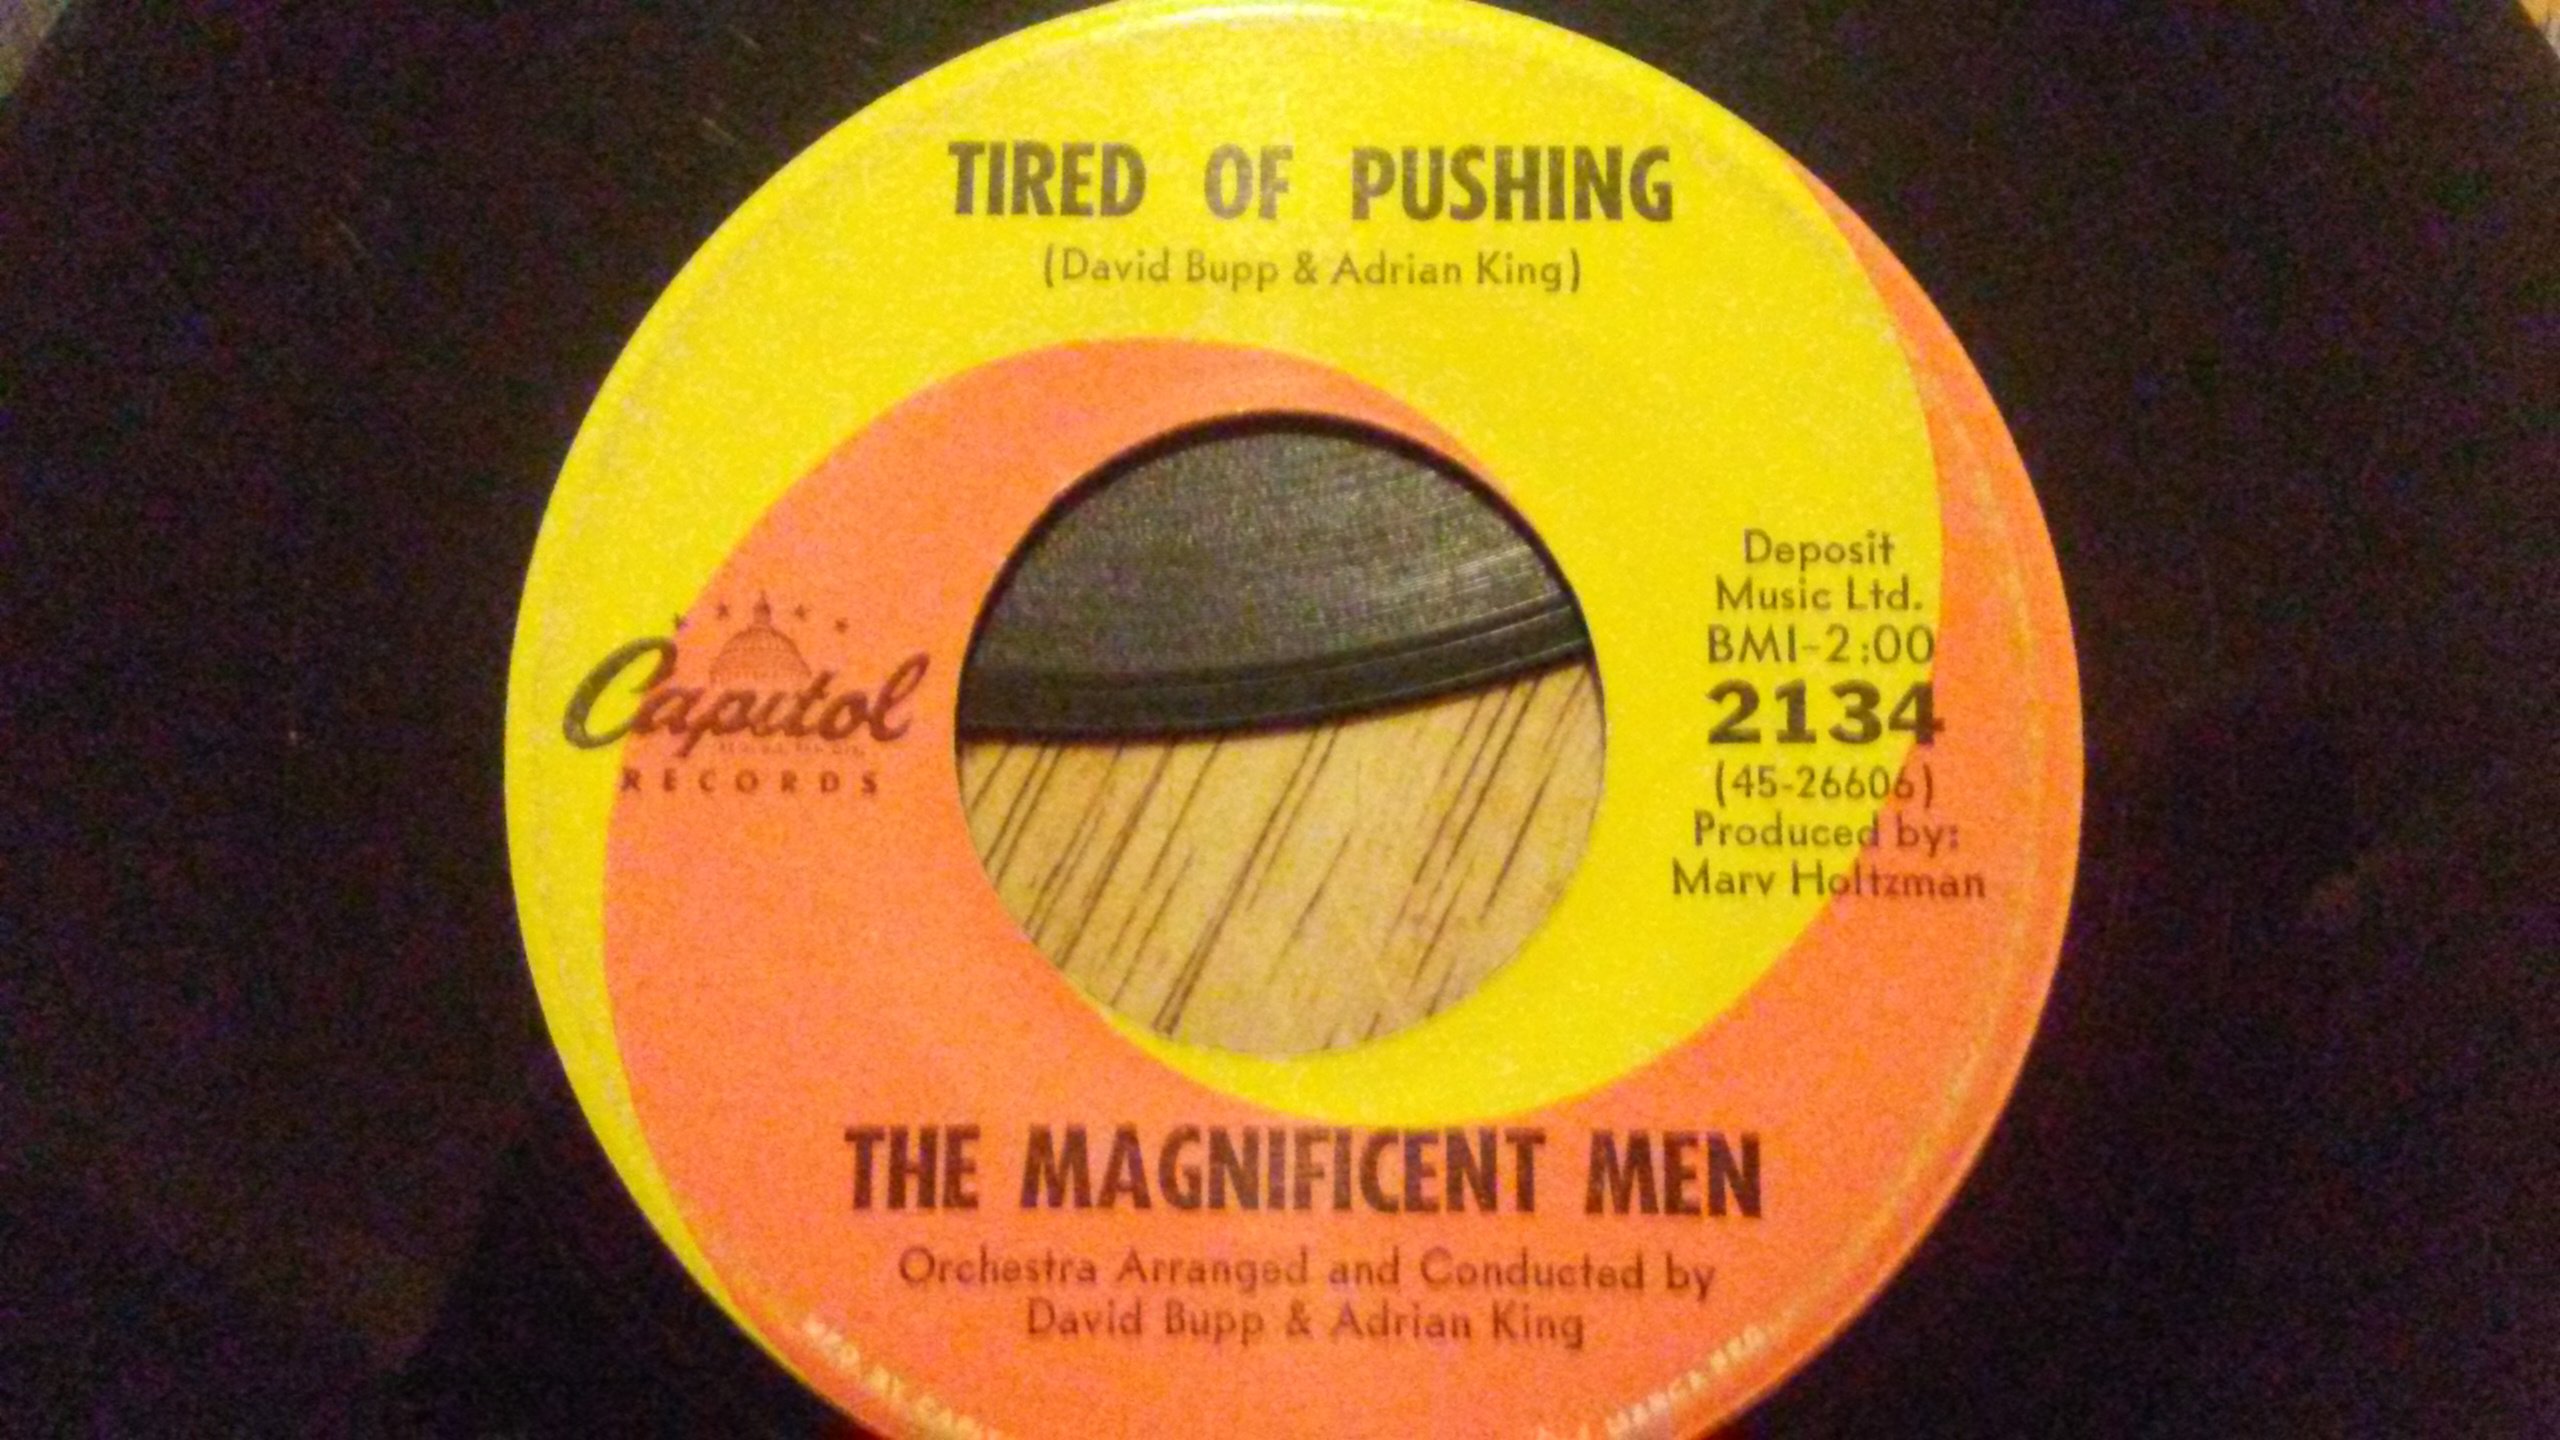 TIRED OF PUSHING
(David Bupp & Adrian King)
Capitol
RECORDS
Deposit
Music Ltd.
BMI-2:00
2134
(45-26606)
Produced by:
Marv Holtzman
THE MAGNIFICENT MEN
Orchestra Arranged and Conducted by
David Bupp & Adrian King